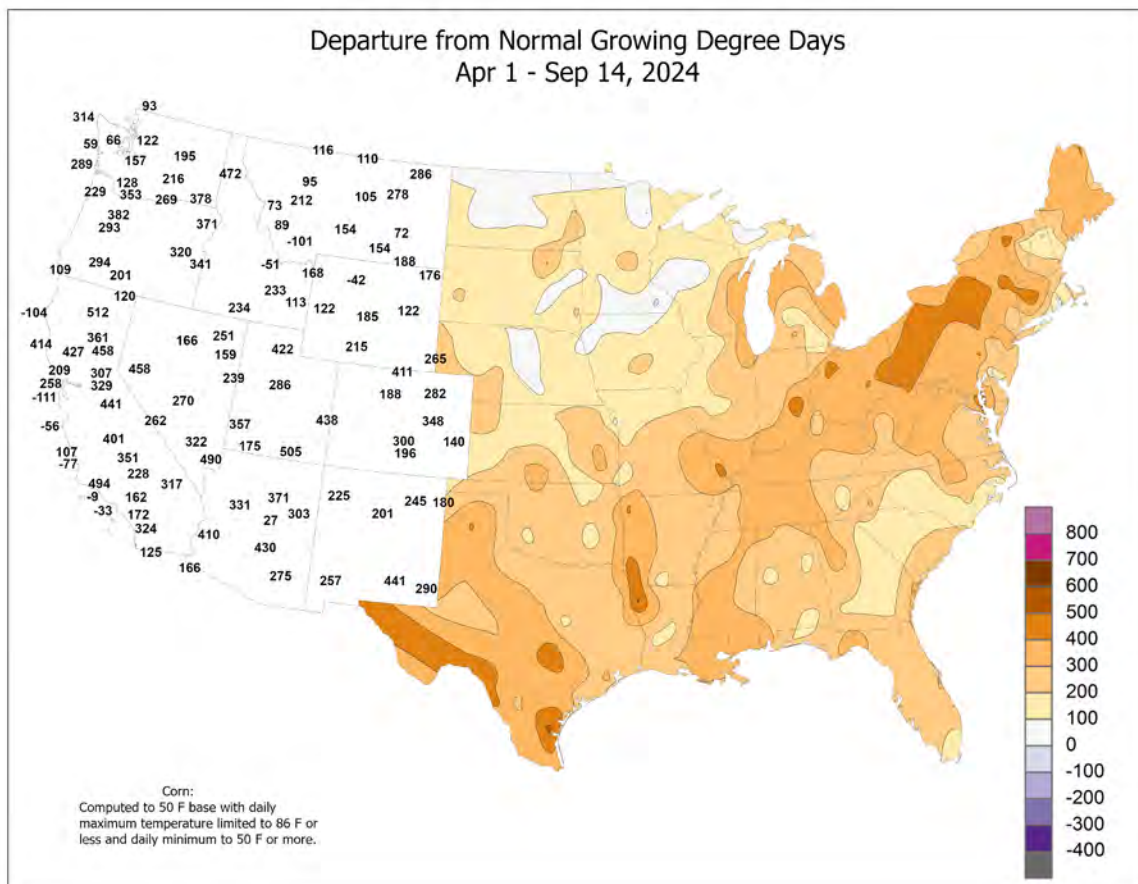 Departure from Normal Growing Degree Days
Apr 1 - Sep 14, 2024
93
314
59 66 122
289 157 195
116 110
472 286
128 216 95
229 353 269 378 73 212 105 278
382
293 371 89 154 72
-101 154
294 320 341 -51 188
109 201 168 -42 176
120 233
-104 512 234 113 122 185 122
361 166 251 215
414 427 458 159 422 265
209 307 458 239 411
258 329 286 188 282
-111 441 270
-56 262 357 438 348
401 322 175 300 140
107 351 490 505 196
-77 228
494 162 317 371 225 245 180
-9 331 303 201
-33 172 27
324 410
125 430
166 275 257 441 290
800
700
600
500
400
300
200
100
0
-100
-200
-300
-400
Corn:
Computed to 50 F base with daily
maximum temperature limited to 86 F or
less and daily minimum to 50 F or more.